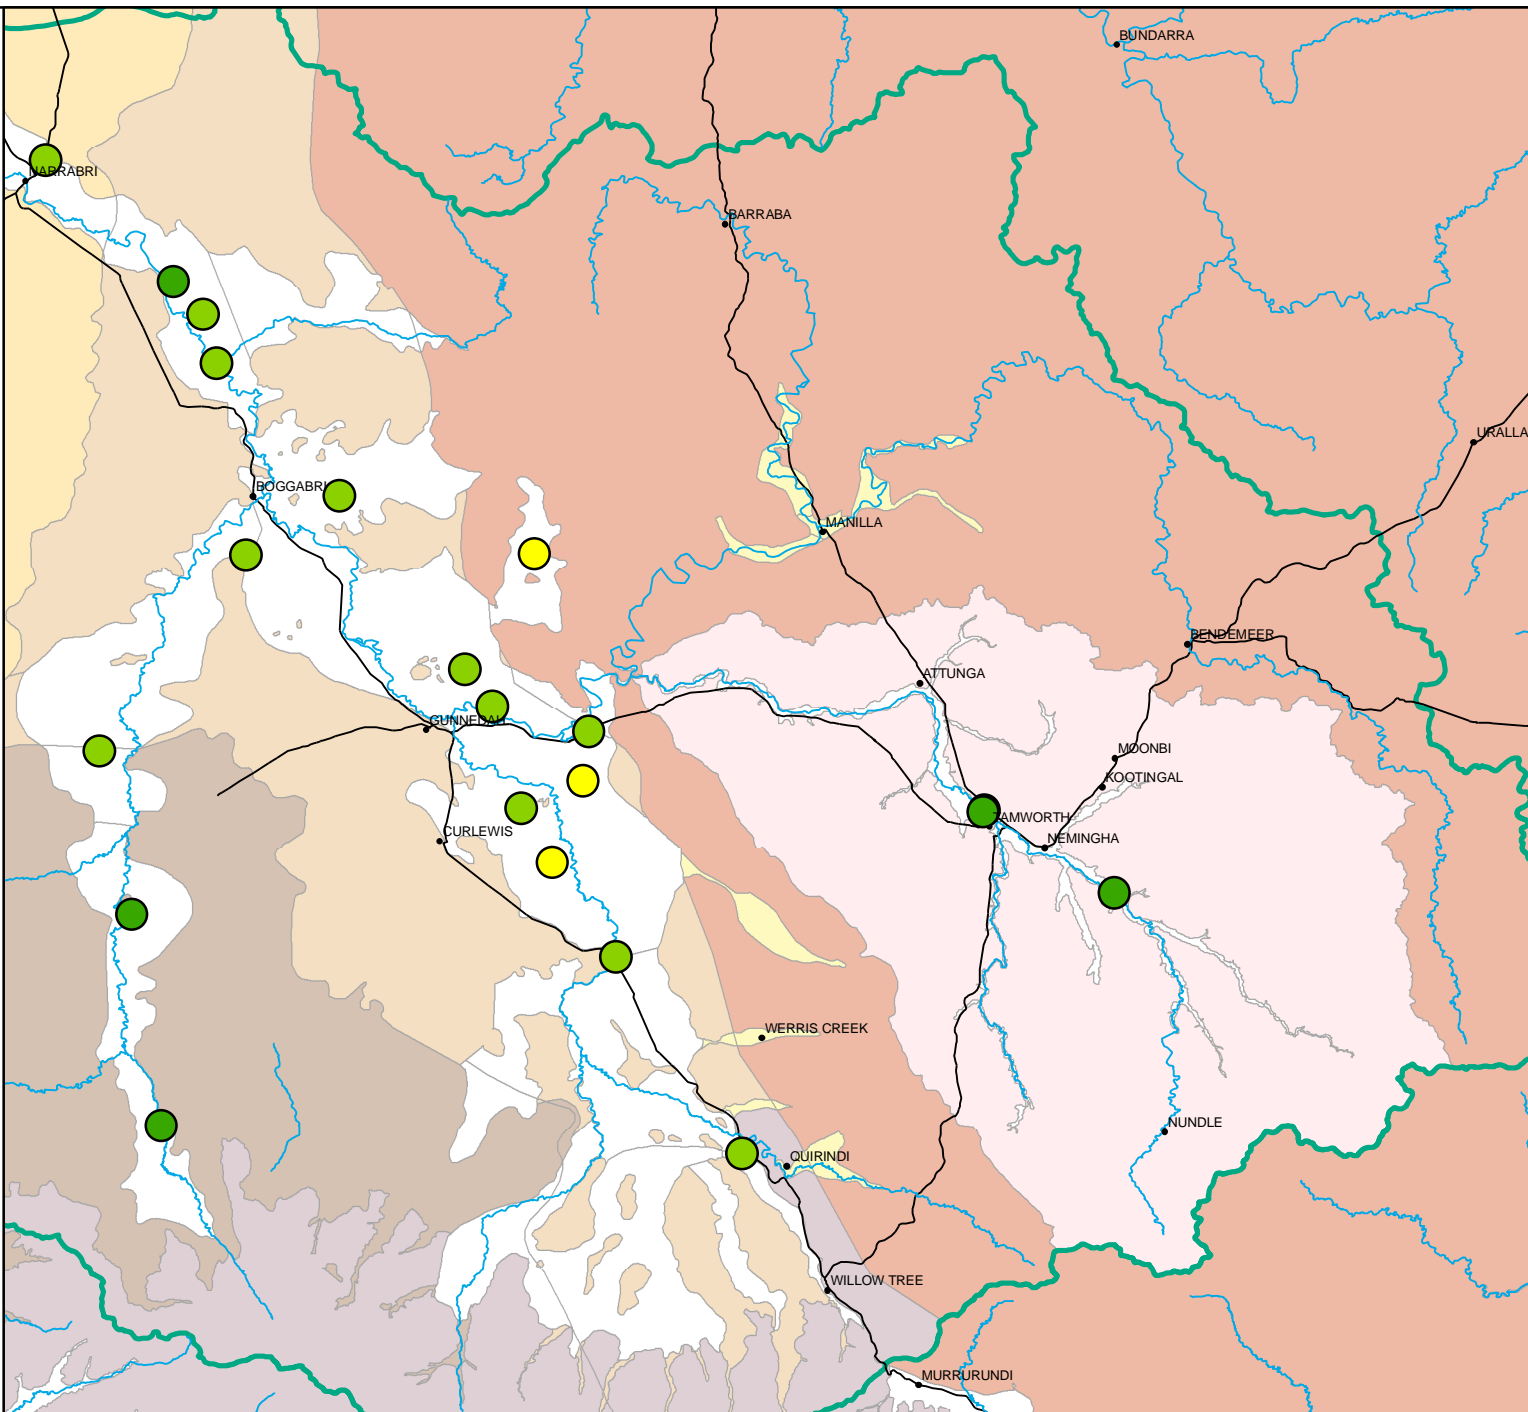 BUNDARRA
NARRABRI
BARRABA
URALLA
BOGGABRI
MANILLA
BENDEMEER
ATTUNGA
GUNNEDAH
MOONBI
KOOTINGAL
TAMWORTH
CURLEWIS
NEMINGHA
WERRIS CREEK
NUNDLE
QUIRINDI
WILLOW TREE
MURRURUNDI